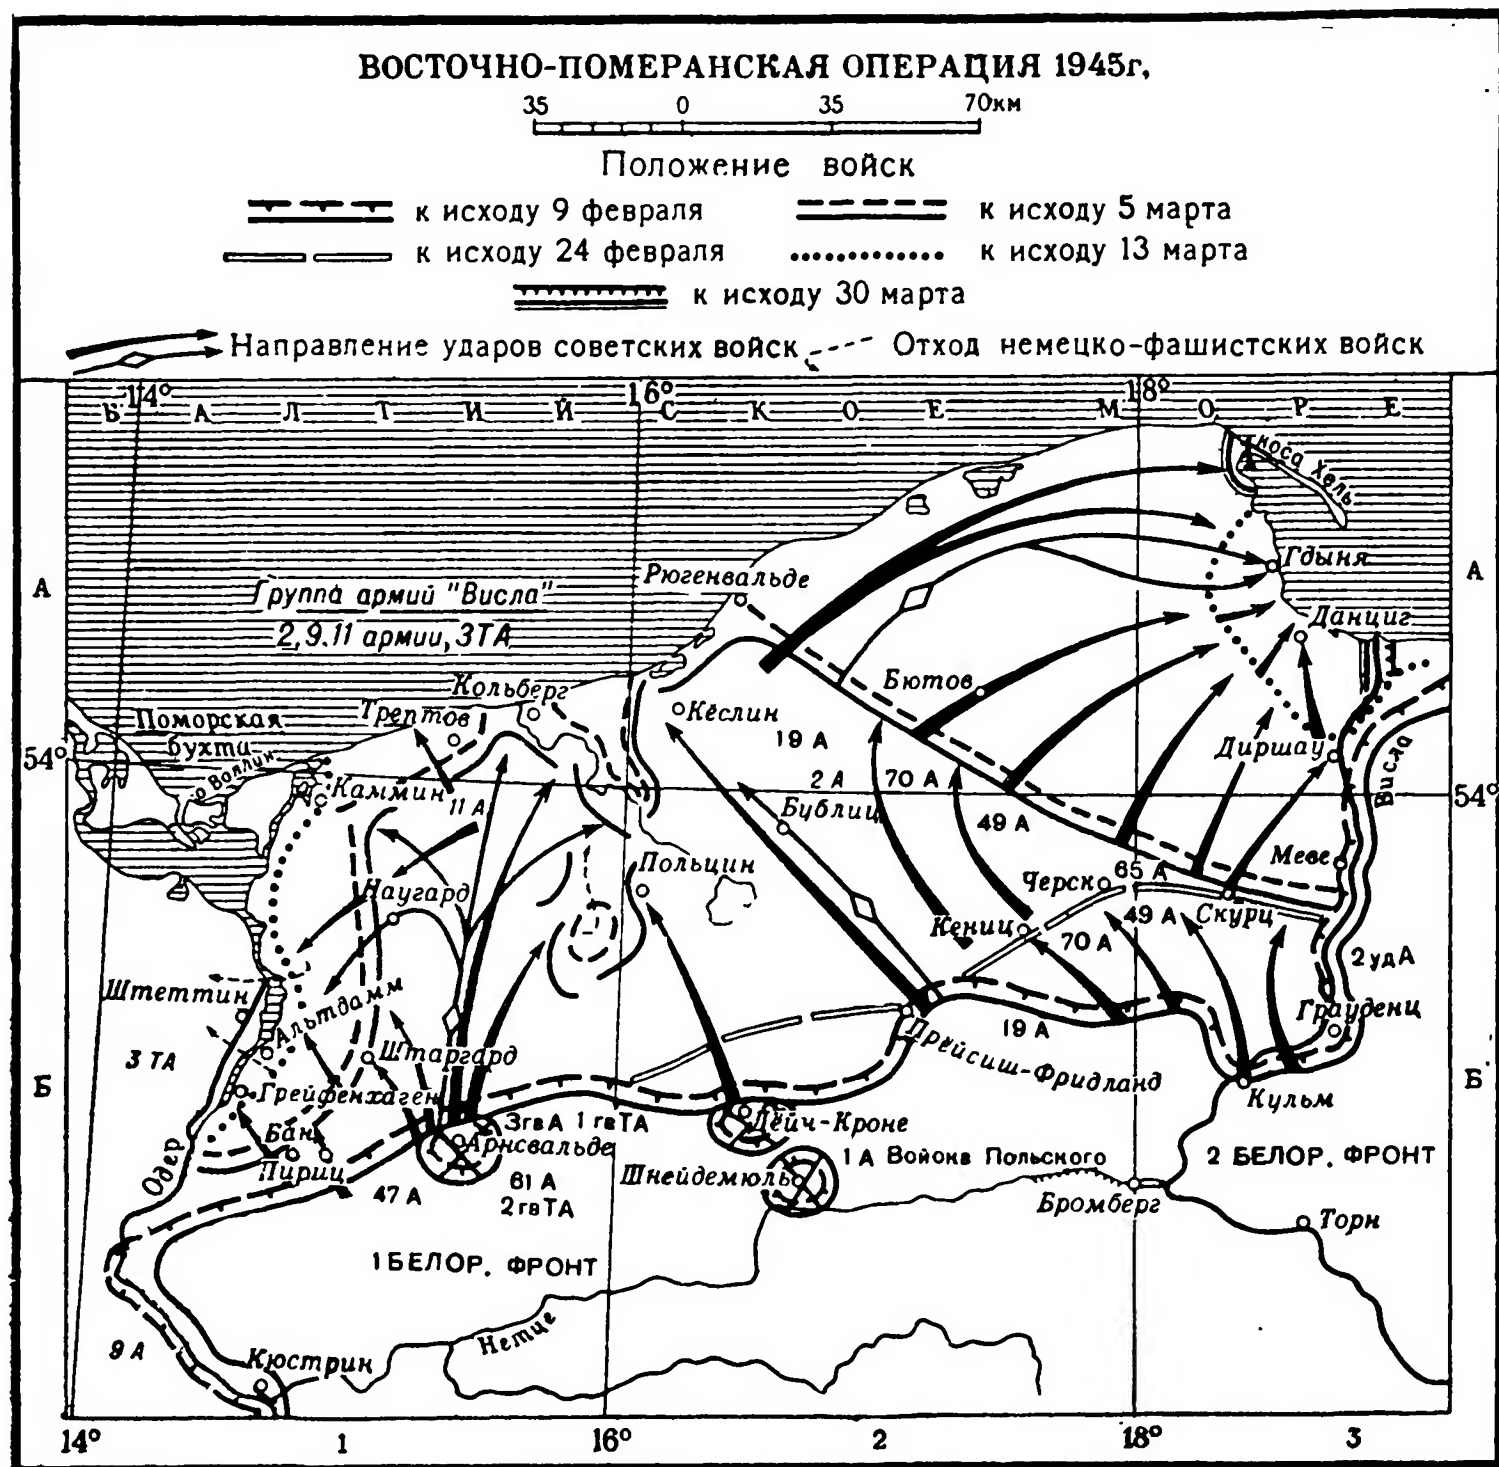 ВОСТОЧНО-ПОМЕРАНСКАЯ ОПЕРАЦИЯ 1945г,
35 0 35 70км
Положение войск
к исходу 9 февраля
к исходу 5 марта
к исходу 24 февраля
к исходу 13 марта
к исходу 30 марта
Направление ударов советских войск
Отход немецко-фашистских войск
14° 16° 18°
БАЛТИЙСКОЕ МОРЕ
коса Хель
А
А
Группа армий "Висла"
2,9.11 армии, 3ТА
Рюгенвальде
Гдыня
Данциг
Бютов
Кольберг
Трептов
Кёслин
Поморская
бухта
о Воллин
54°
54°
19 А
Диршау
Висла
Каммин
11 А
2 А
70 А
Бублиц
49 А
Меве
Польцин
Черск
65 А
Наугард
49 А
Скурц
Кениц
70 А
2 удА
Штеттин
Альтдамм
Грауденц
19 А
3 ТА
Штаргард
Прейсиш-Фридланд
Б
Б
Грейфенхаген
Кульм
3гвА 1 гвТА
Дейч-Кроне
Бан
Арнсвальде
Пириц
Одер
1 А Войока Польского
2 БЕЛОР. ФРОНТ
47 А
61 А
2гвТА
Шнейдемюль
Бромберг
Торн
1 БЕЛОР. ФРОНТ
Нетце
9 А
Кюстрин
14° 1 16° 2 18° 3